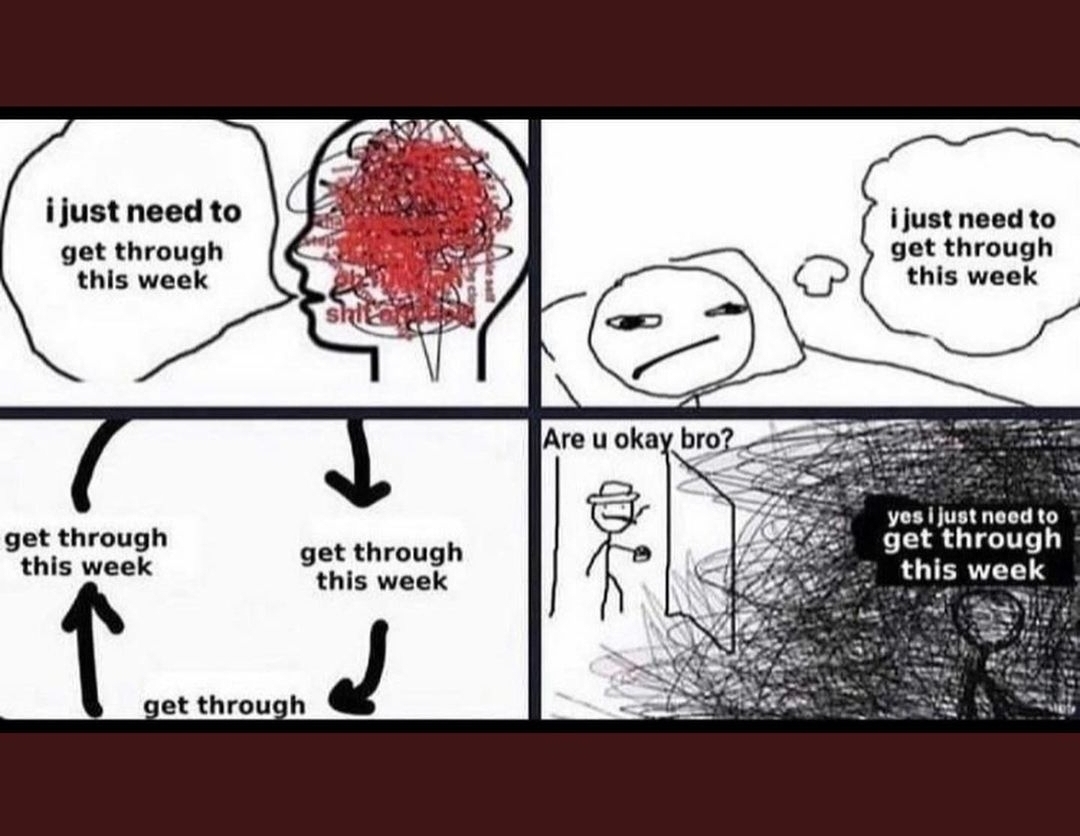 i just need to
get through
this week
shit
i just need to
get through
this week
get through
this week
get through
this week
get through
Are u okay bro?
yes i just need to
get through
this week